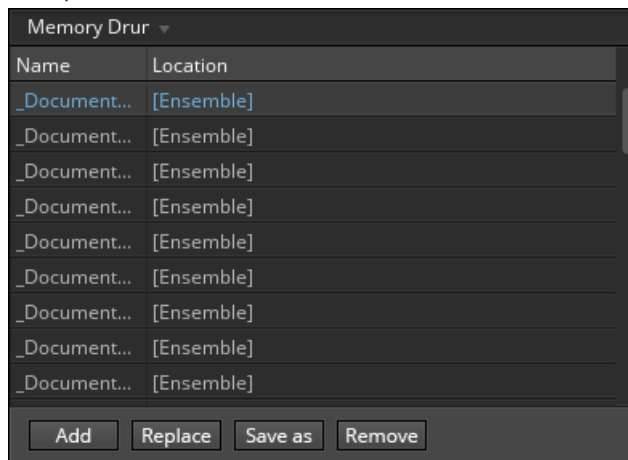 Memory Drur
Name Location
_Document... [Ensemble]
_Document... [Ensemble]
_Document... [Ensemble]
_Document... [Ensemble]
_Document... [Ensemble]
_Document... [Ensemble]
_Document... [Ensemble]
_Document... [Ensemble]
_Document... [Ensemble]
Add Replace Save as Remove